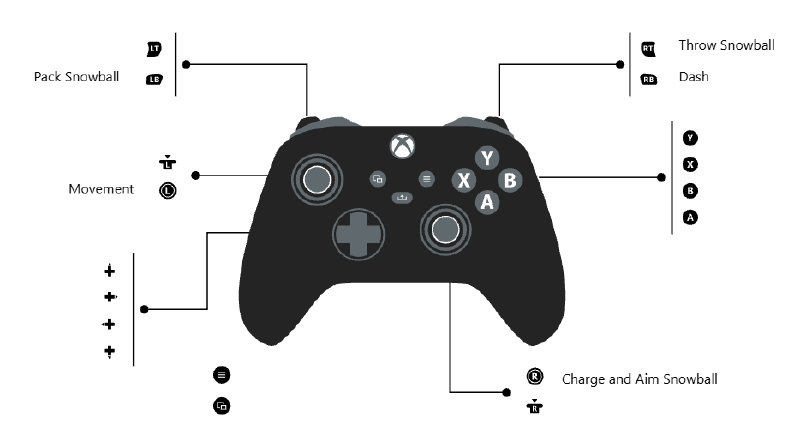 LT
RT Throw Snowball
Pack Snowball LB
RB Dash
Y
Y
X
X B
B
A
A
L
Movement L
R Charge and Aim Snowball
R